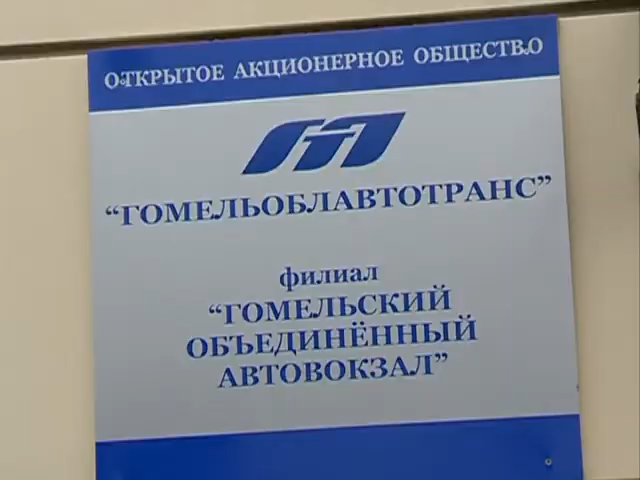 ОТКРЫТОЕ АКЦИОНЕРНОЕ ОБЩЕСТВО
"ГОМЕЛЬОБЛАВТОТРАНС"
филиал
"ГОМЕЛЬСКИЙ
ОБЪЕДИНЁННЫЙ
АВТОВОКЗАЛ"